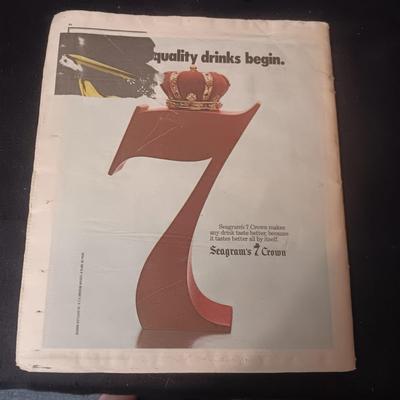 quality drinks begin.
7
Seagram's 7 Crown makes
any drink taste better, because
it tastes better all by itself.
Seagram's 7 Crown